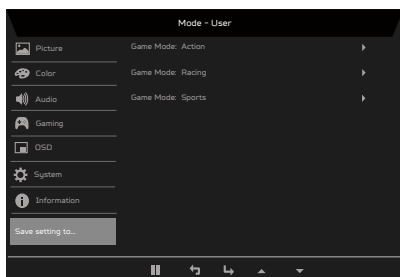 Mode - User
Picture
Game Mode: Action
Color
Game Mode: Racing
Audio
Game Mode: Sports
Gaming
OSD
System
Information
Save setting to...